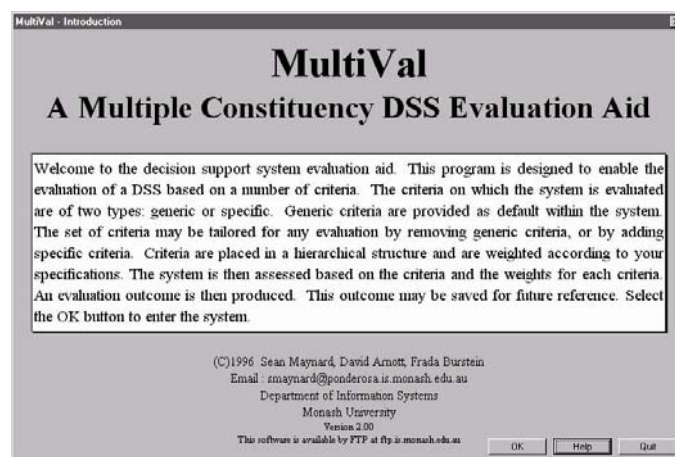 MultiVal - Introduction
MultiVal
A Multiple Constituency DSS Evaluation Aid
Welcome to the decision support system evaluation aid. This program is designed to enable the
evaluation of a DSS based on a number of criteria. The criteria on which the system is evaluated
are of two types: generic or specific. Generic criteria are provided as default within the system.
The set of criteria may be tailored for any evaluation by removing generic criteria, or by adding
specific criteria. Criteria are placed in a hierarchical structure and are weighted according to your
specifications. The system is then assessed based on the criteria and the weights for each criteria.
An evaluation outcome is then produced. This outcome may be saved for future reference. Select
the OK button to enter the system.
(C)1996 Sean Maynard, David Arnott, Frada Burstein
Email : smaynard@ponderosa.is.monash.edu.au
Department of Information Systems
Monash University
Version 2.00
This software is available by FTP at ftp.is.monash.edu.au
OK Help Quit